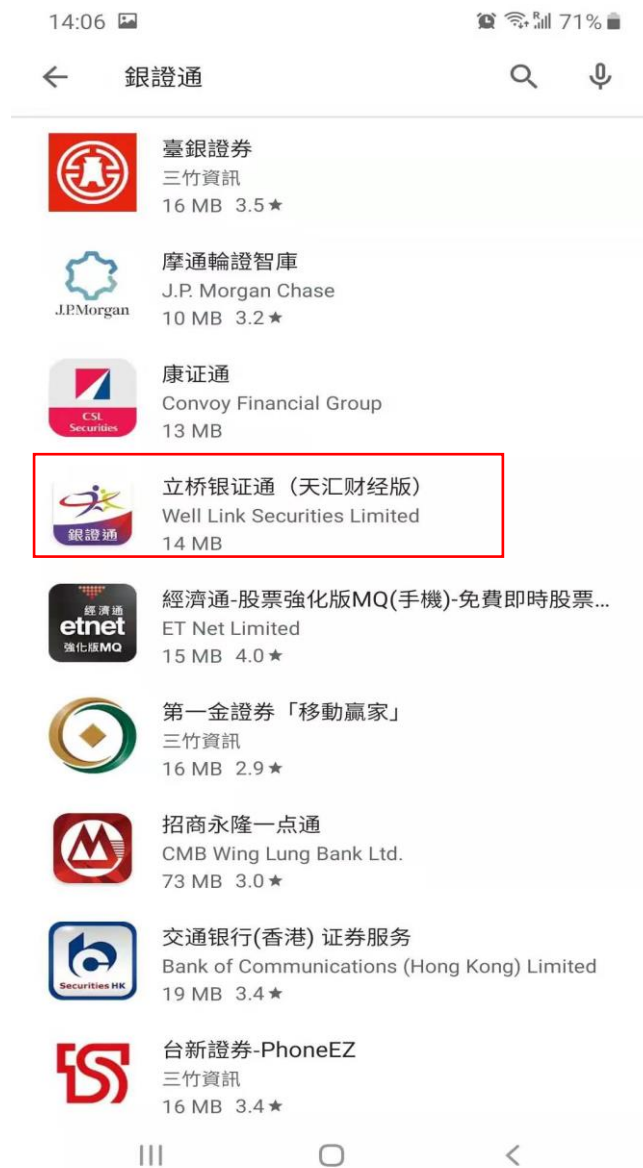 14:06 71%
銀證通
臺銀證券
三竹資訊
16 MB 3.5★
摩通輪證智庫
J.P. Morgan Chase
J.P.Morgan
10 MB 3.2★
康证通
Convoy Financial Group
CSL
Securities
13 MB
立桥银证通（天汇财经版）
Well Link Securities Limited
銀證通
14 MB
經濟通-股票強化版MQ(手機)-免費即時股票...
經濟通
etnet
強化版MQ
ET Net Limited
15 MB 4.0★
第一金證券「移動贏家」
三竹資訊
16 MB 2.9★
招商永隆一点通
CMB Wing Lung Bank Ltd.
73 MB 3.0★
交通银行(香港) 证券服务
Bank of Communications (Hong Kong) Limited
Securities HK
19 MB 3.4★
台新證券-PhoneEZ
三竹資訊
16 MB 3.4★